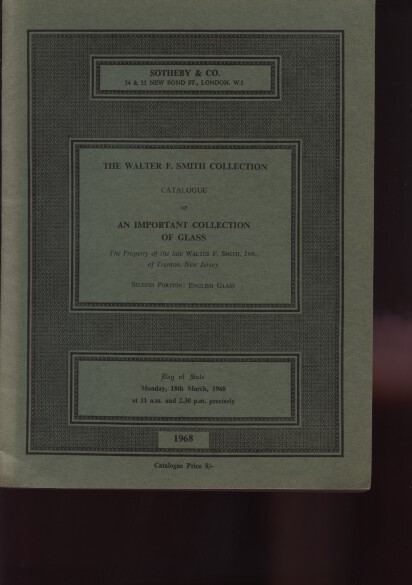 SOTHEBY & CO.
34 & 35 NEW BOND ST., LONDON, W.1
THE WALTER F. SMITH COLLECTION
CATALOGUE
of
AN IMPORTANT COLLECTION
OF GLASS
The Property of the late WALTER F. SMITH, JNR.,
of Trenton, New Jersey
SECOND PORTION: ENGLISH GLASS
Day of Sale
Monday, 18th March, 1968
at 11 a.m. and 2.30 p.m. precisely
1968
Catalogue Price 8/-